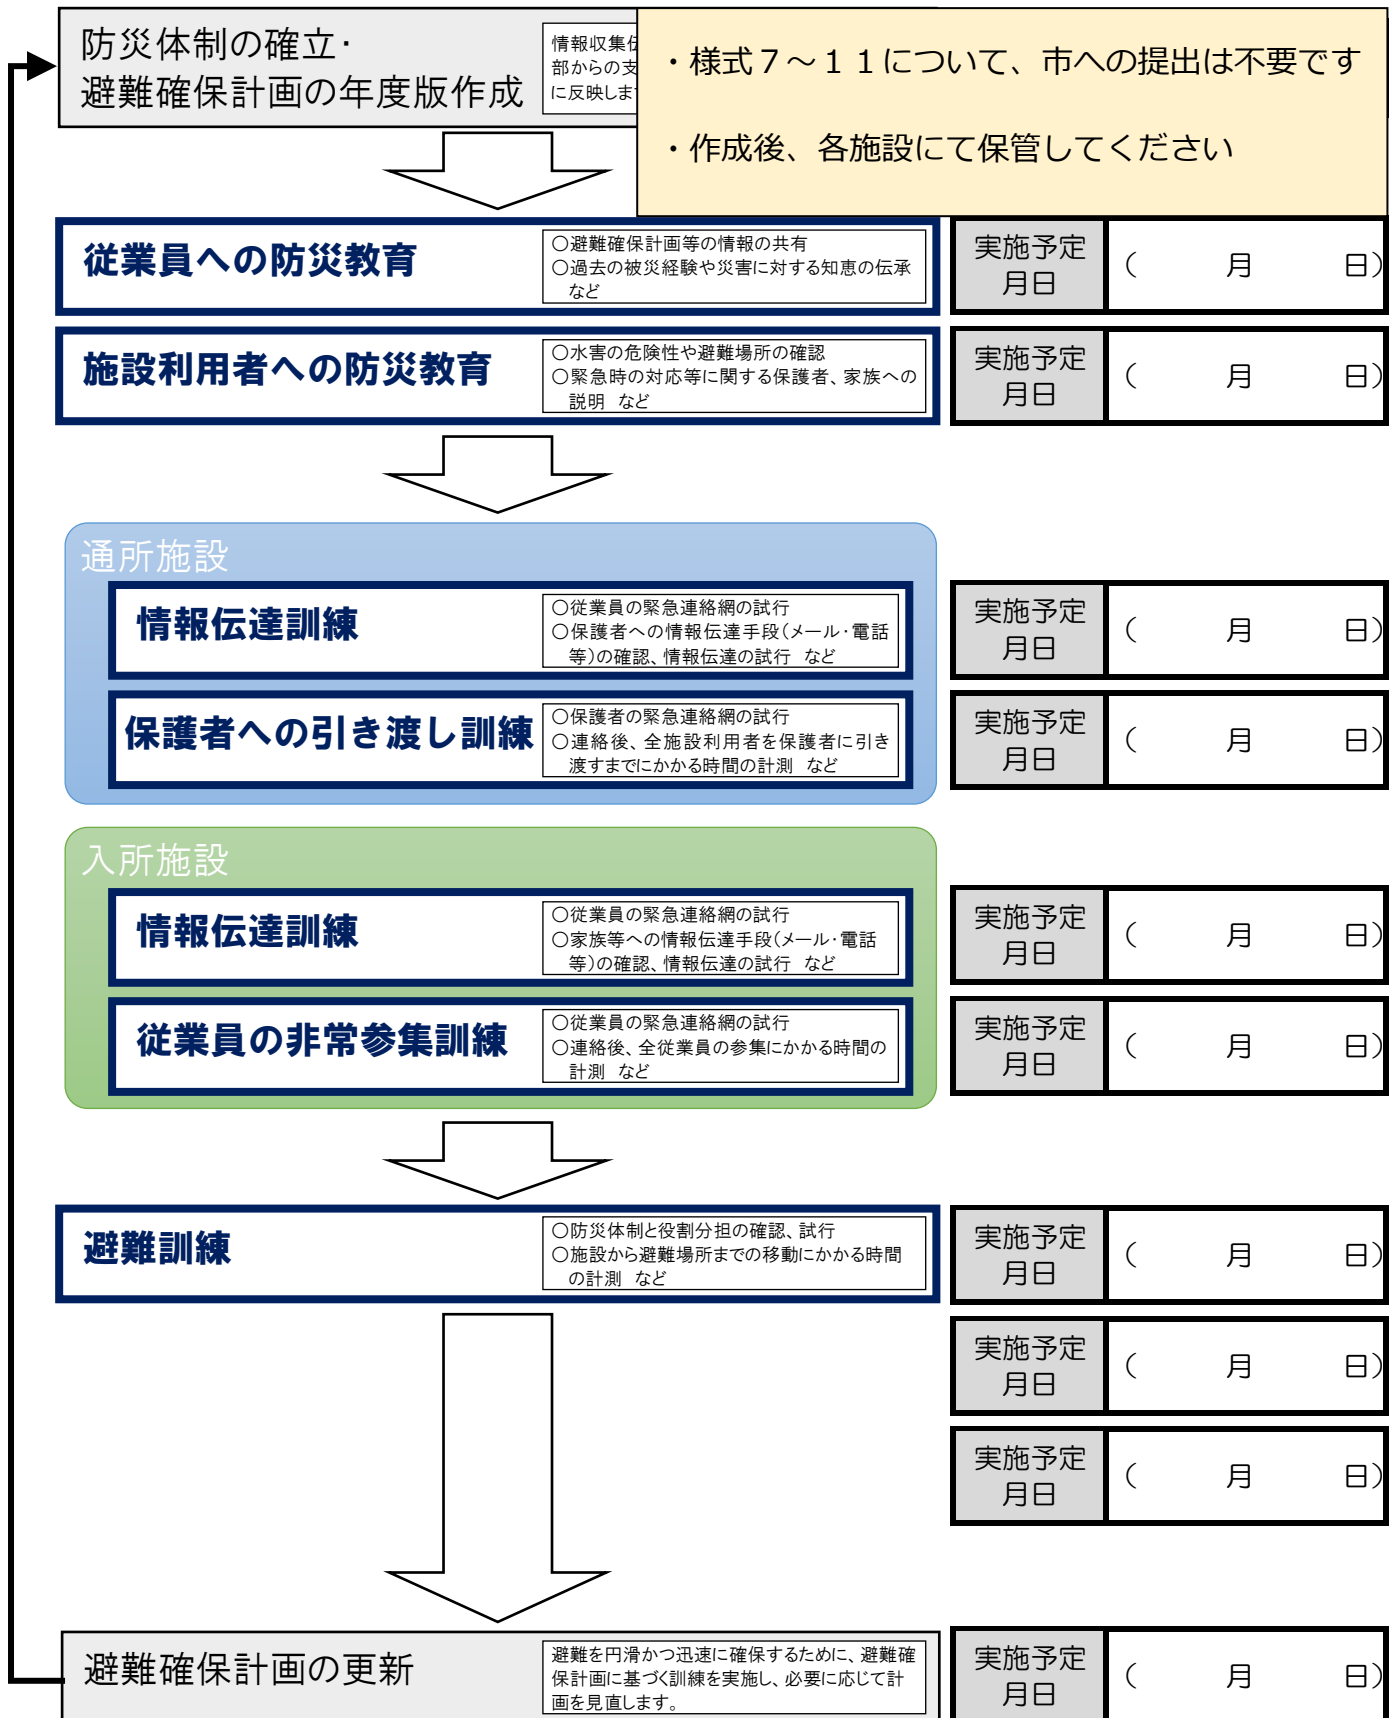 防災体制の確立・
避難確保計画の年度版作成
情報収集
部からの支
に反映しま
・様式７～１１について、市への提出は不要です
・作成後、各施設にて保管してください
従業員への防災教育
○避難確保計画等の情報の共有
○過去の被災経験や災害に対する知恵の伝承
など
実施予定
月日
（　月　日）
施設利用者への防災教育
○水害の危険性や避難場所の確認
○緊急時の対応等に関する保護者、家族への
説明 など
実施予定
月日
（　月　日）
通所施設
情報伝達訓練
○従業員の緊急連絡網の試行
○保護者への情報伝達手段（メール・電話
等）の確認、情報伝達の試行 など
実施予定
月日
（　月　日）
保護者への引き渡し訓練
○保護者の緊急連絡網の試行
○連絡後、全施設利用者を保護者に引き
渡すまでにかかる時間の計測 など
実施予定
月日
（　月　日）
入所施設
情報伝達訓練
○従業員の緊急連絡網の試行
○家族等への情報伝達手段（メール・電話
等）の確認、情報伝達の試行 など
実施予定
月日
（　月　日）
従業員の非常参集訓練
○従業員の緊急連絡網の試行
○連絡後、全従業員の参集にかかる時間の
計測 など
実施予定
月日
（　月　日）
避難訓練
○防災体制と役割分担の確認、試行
○施設から避難場所までの移動にかかる時間
の計測 など
実施予定
月日
（　月　日）
実施予定
月日
（　月　日）
実施予定
月日
（　月　日）
避難確保計画の更新
避難を円滑かつ迅速に確保するために、避難確
保計画に基づく訓練を実施し、必要に応じて計
画を見直します。
実施予定
月日
（　月　日）